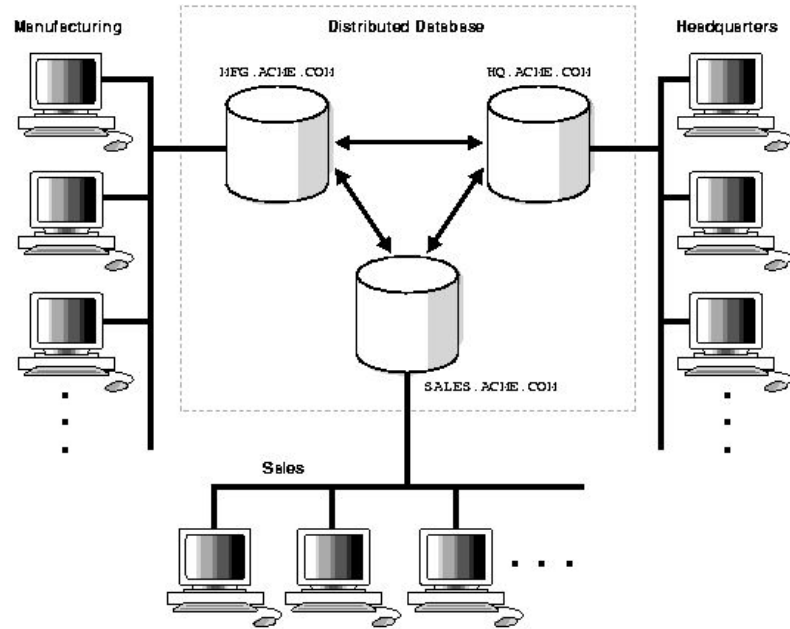 Manufacturing
Distributed Database
Headquarters
MFG.ACME.COM
HQ.ACME.COM
SALES.ACME.COM
Sales